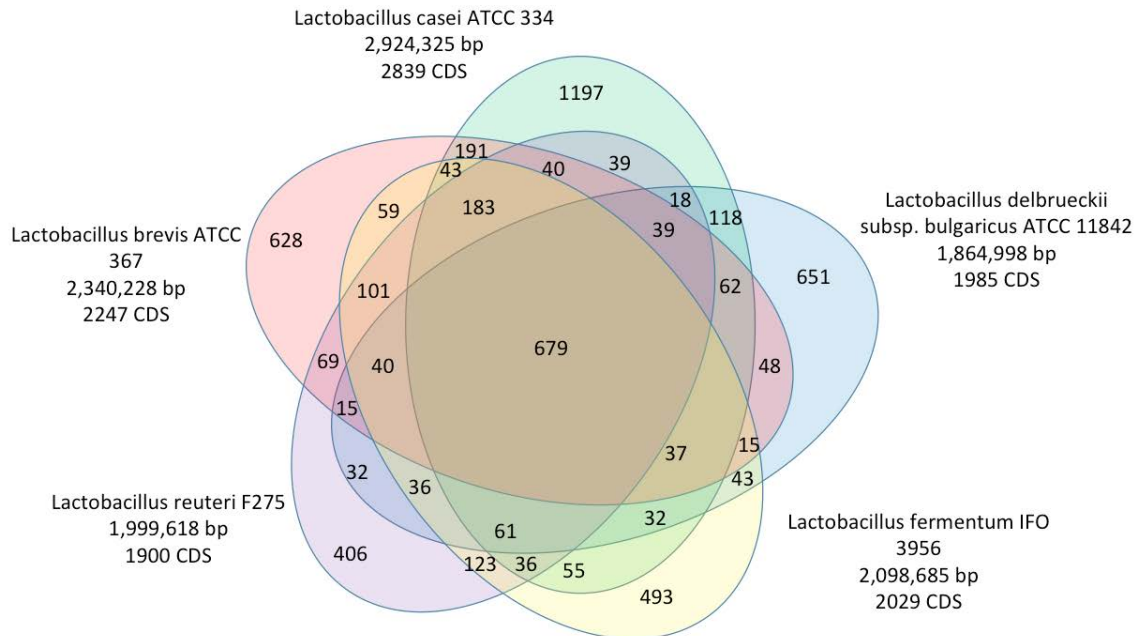 Lactobacillus casei ATCC 334
2,924,325 bp
2839 CDS
1197
191
43
40
39
18
118
59
183
39
Lactobacillus delbrueckii
subsp. bulgaricus ATCC 11842
1,864,998 bp
1985 CDS
Lactobacillus brevis ATCC
367
2,340,228 bp
2247 CDS
628
101
62
651
679
69
40
48
15
15
37
43
32
36
32
61
123
36
55
406
493
Lactobacillus reuteri F275
1,999,618 bp
1900 CDS
Lactobacillus fermentum IFO
3956
2,098,685 bp
2029 CDS